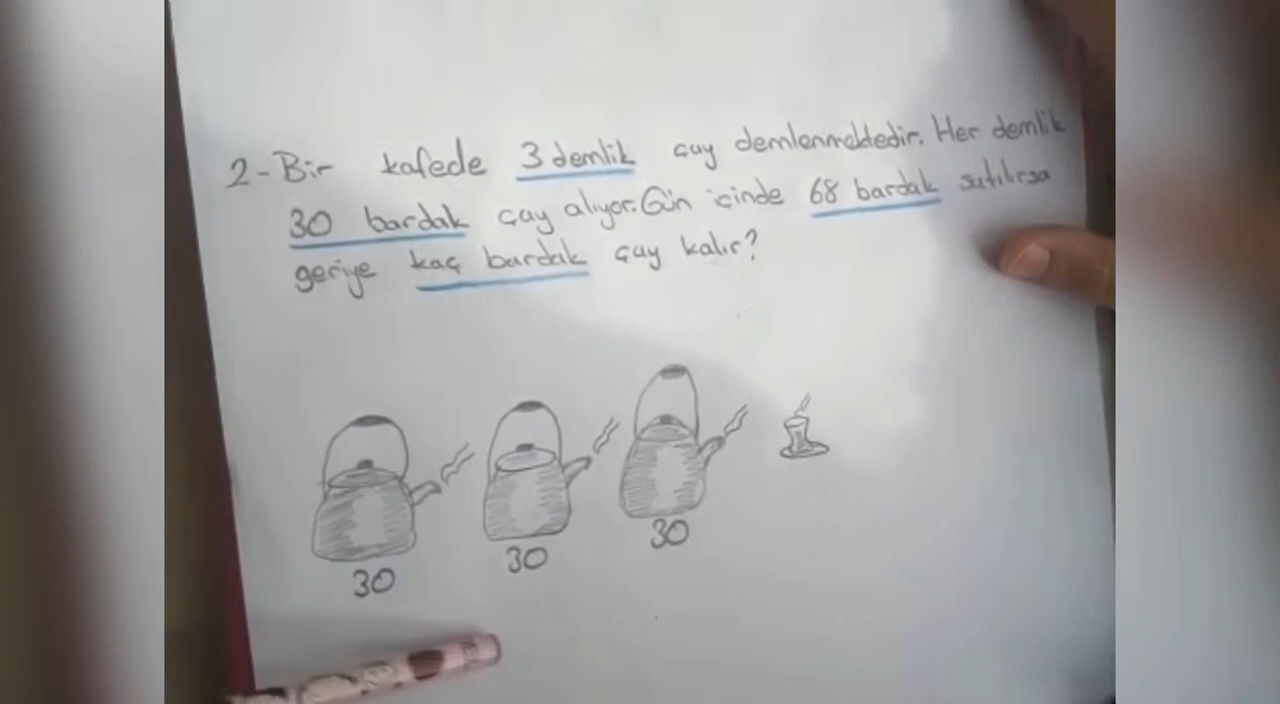 2-Bir kafede 3 demlik çay demlenmektedir. Her demlik
30 bardak çay alıyor. Gün içinde 68 bardak satılırsa
geriye kaç bardak çay kalır?
30
30
30